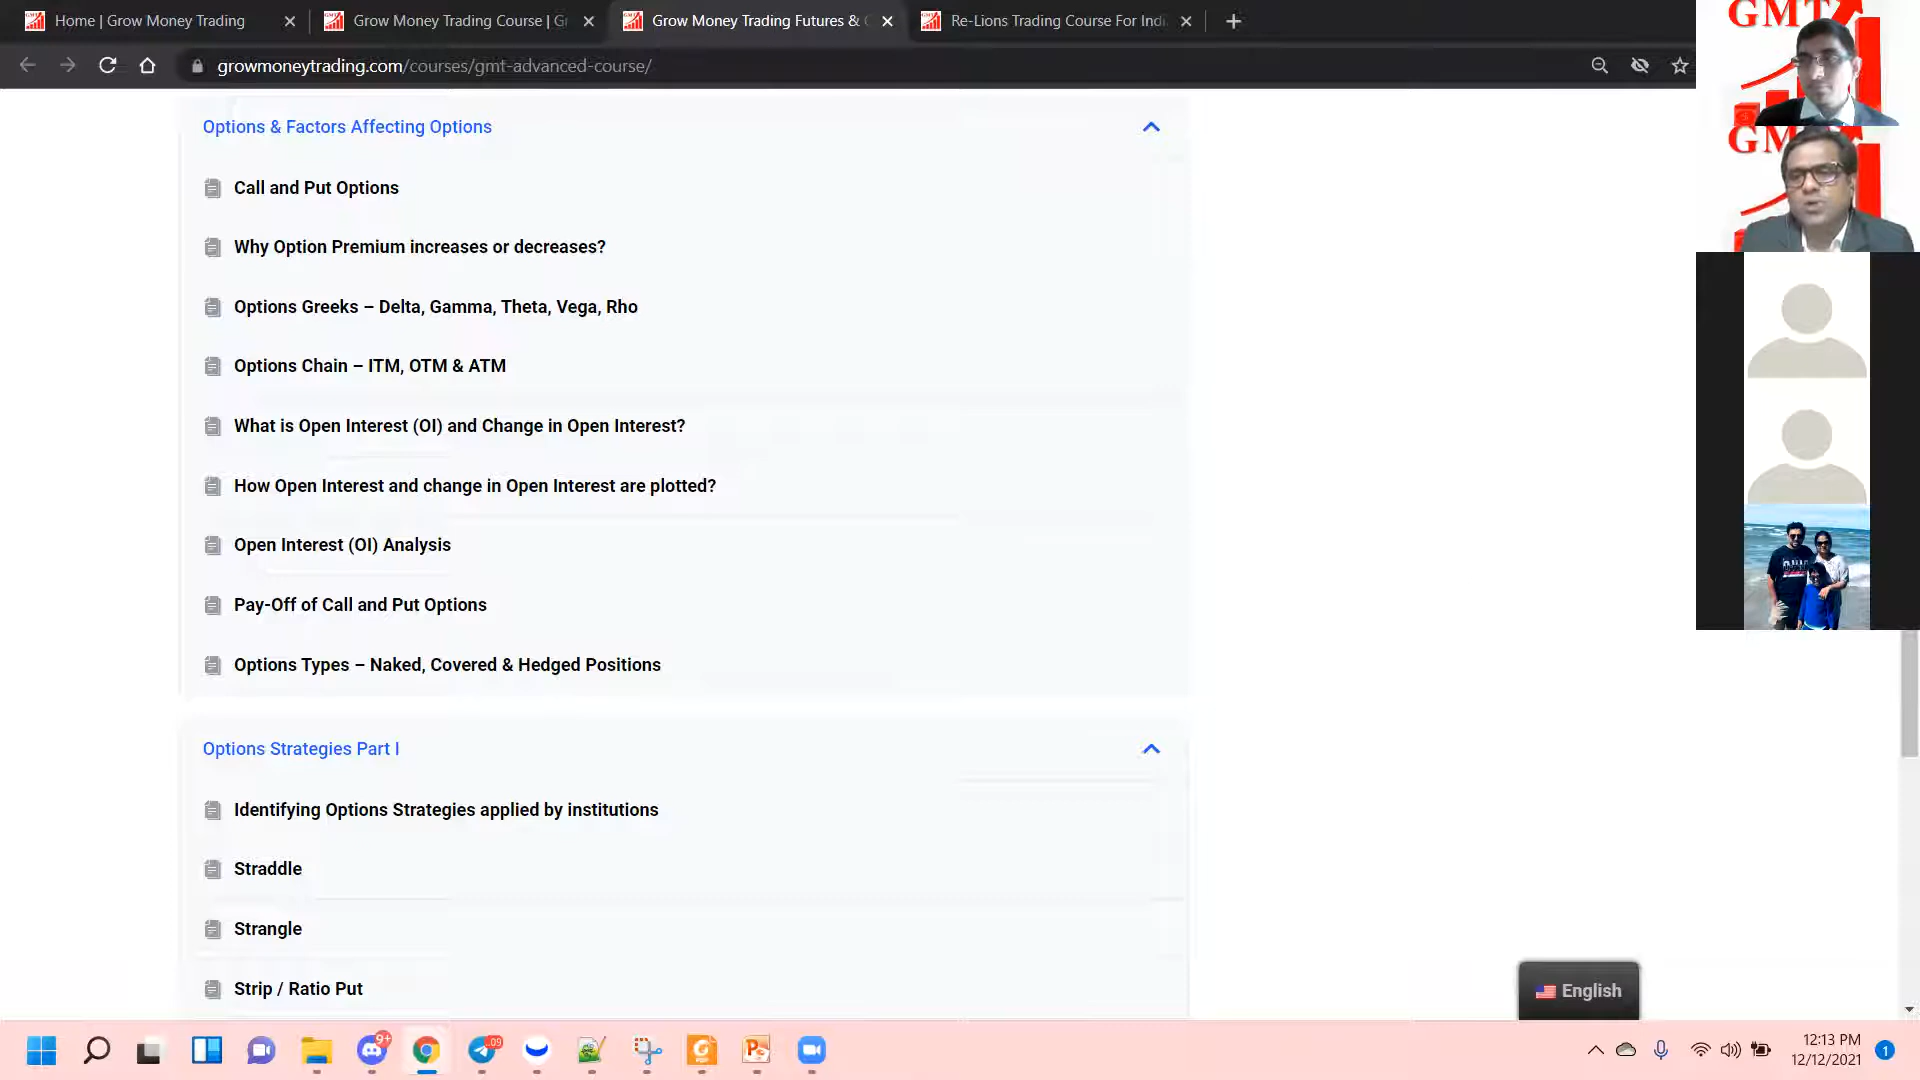 Home | Grow Money Trading
Grow Money Trading Course | Gr
Grow Money Trading Futures &
Re-Lions Trading Course For Indi
growmoneytrading.com/courses/gmt-advanced-course/
GMT
GM
Options & Factors Affecting Options
Call and Put Options
Why Option Premium increases or decreases?
Options Greeks – Delta, Gamma, Theta, Vega, Rho
Options Chain – ITM, OTM & ATM
What is Open Interest (OI) and Change in Open Interest?
How Open Interest and change in Open Interest are plotted?
Open Interest (OI) Analysis
Pay-Off of Call and Put Options
Options Types – Naked, Covered & Hedged Positions
Options Strategies Part I
Identifying Options Strategies applied by institutions
Straddle
Strangle
Strip / Ratio Put
English
9+
12:13 PM
12/12/2021
1